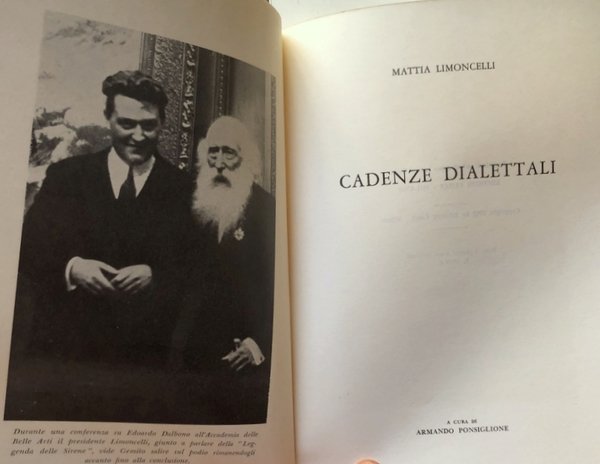 Durante una conferenza su Edoardo Dalbono all'Accademia delle
Belle Arti il presidente Limoncelli, giunto a parlare della "Leg-
genda delle Sirene", vide Gemito salire sul podio rimanendogli
accanto fino alla conclusione.
MATTIA LIMONCELLI
CADENZE DIALETTALI
A CURA DI
ARMANDO PONSIGLIONE